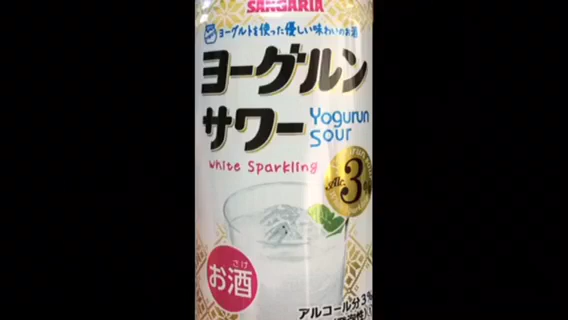 SANGARIA
ヨーグルトを使った優しい味わいのお酒
ヨーグルン
サワー
Yogurun
Sour
White Sparkling
Alc.3%
さけ
お酒
アルコール分3%